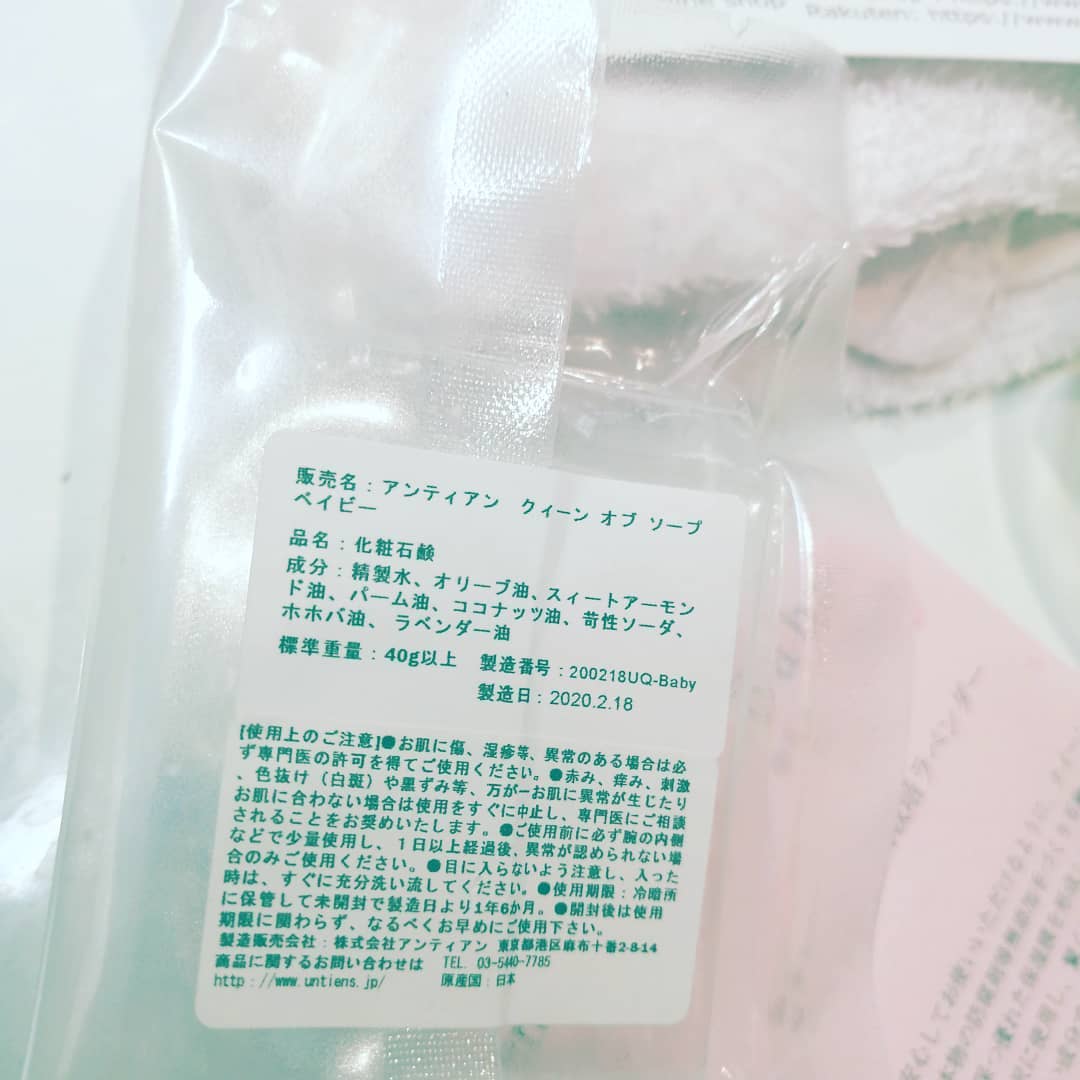 Rakuten: https://www
販売名：アンティアン クィーン オブ ソープ
ベイビー
品名：化粧石鹸
成分：精製水、オリーブ油、スィートアーモン
ド油、パーム油、ココナッツ油、苛性ソーダ、
ホホバ油、ラベンダー油
標準重量：40g以上 製造番号：200218UQ-Baby
製造日：2020.2.18
[使用上のご注意]●お肌に傷、湿疹等、異常のある場合は必
ず専門医の許可を得てご使用ください。●赤み、痒み、刺激
、色抜け（白斑）や黒ずみ等、万が一お肌に異常が生じたり
お肌に合わない場合は使用をすぐに中止し、専門医にご相談
されることをお奨めいたします。●ご使用前に必ず腕の内側
などで少量使用し、１日以上経過後、異常が認められない場
合のみご使用ください。●目に入らないよう注意し、入った
時は、すぐに充分洗い流してください。●使用期限：冷暗所
に保管して未開封で製造日より1年6か月。●開封後は使用
期限に関わらず、なるべくお早めにご使用下さい。
製造販売会社：株式会社アンティアン 東京都港区麻布十番2-8-14
商品に関するお問い合わせは TEL. 03-5440-7785
http://www.untiens.jp/ 原産国：日本
ラベンダー